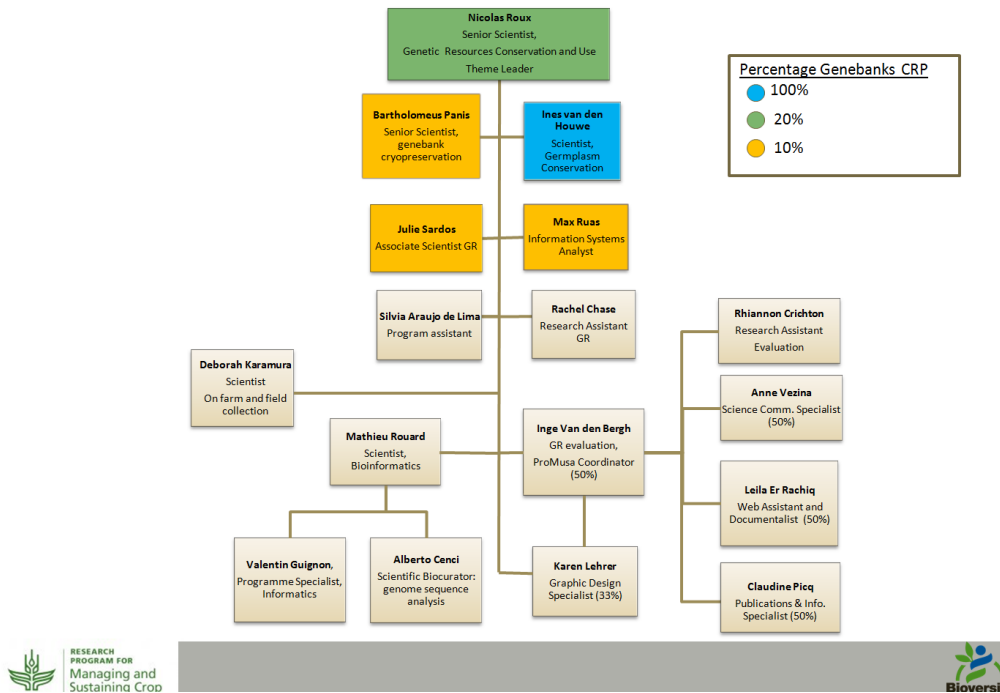 Nicolas Roux
Senior Scientist,
Genetic Resources Conservation and Use
Theme Leader
Percentage Genebanks CRP
100%
20%
10%
Bartholomeus Panis
Senior Scientist,
genebank
cryopreservation
Ines van den
Houwe
Scientist,
Germplasm
Conservation
Julie Sardos
Associate Scientist GR
Max Ruas
Information Systems
Analyst
Silvia Araujo de Lima
Program assistant
Rachel Chase
Research Assistant
GR
Rhiannon Crichton
Research Assistant
Evaluation
Deborah Karamura
Scientist
On farm and field
collection
Anne Vezina
Science Comm. Specialist
(50%)
Mathieu Rouard
Scientist,
Bioinformatics
Inge Van den Bergh
GR evaluation,
ProMusa Coordinator
(50%)
Leila Er Rachiq
Web Assistant and
Documentalist (50%)
Valentin Guignon,
Programme Specialist,
Informatics
Alberto Cenci
Scientific Biocurator:
genome sequence
analysis
Karen Lehrer
Graphic Design
Specialist (33%)
Claudine Picq
Publications & Info.
Specialist (50%)
RESEARCH
PROGRAM FOR
Managing and
Sustaining Crop
Bioversi